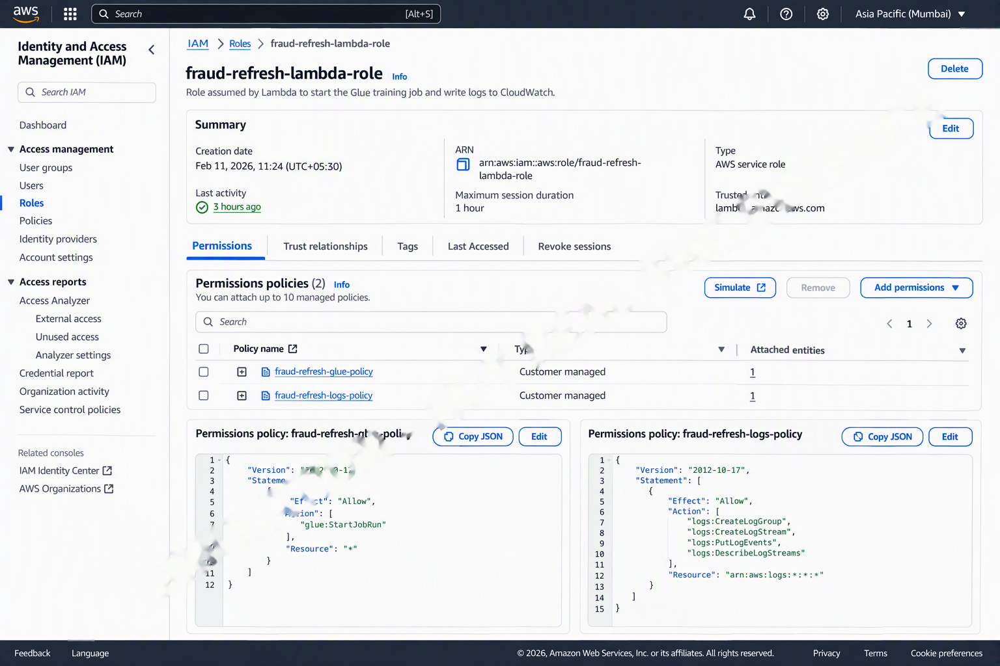 aws
Search [Alt+S]
Asia Pacific (Mumbai)
Identity and Access
Management (IAM)
Search IAM
Dashboard
Access management
User groups
Users
Roles
Policies
Identity providers
Account settings
Access reports
Access Analyzer
External access
Unused access
Analyzer settings
Credential report
Organization activity
Service control policies
Related consoles
IAM Identity Center
AWS Organizations
IAM > Roles > fraud-refresh-lambda-role
fraud-refresh-lambda-role Info
Delete
Role assumed by Lambda to start the Glue training job and write logs to CloudWatch.
Summary
Edit
Creation date
Feb 11, 2026, 11:24 (UTC+05:30)
Last activity
3 hours ago
ARN
arn:aws:iam::aws:role/fraud-refresh-
lambda-role
Maximum session duration
1 hour
Type
AWS service role
Trusted
Permissions
Trust relationships
Tags
Last Accessed
Revoke sessions
Permissions policies (2) Info
You can attach up to 10 managed policies.
Simulate
Remove
Add permissions
Search
1
Policy name
Attached entities
fraud-refresh-glue-policy Customer managed 1
fraud-refresh-logs-policy Customer managed 1
Permissions policy:
Copy JSON
Edit
1 {
2 "Version":
3
4 {
5 "Allow",
6 [
7 "glue:StartJobRun"
],
"Resource": "*"
}
11 ]
12 }
Permissions policy: fraud-refresh-logs-policy
Copy JSON
Edit
1 {
2 "Version": "2012-10-17",
3 "Statement": [
4 {
5 "Effect": "Allow",
6 "Action": [
7 "logs:CreateLogGroup",
8 "logs:CreateLogStream",
9 "logs:PutLogEvents",
10 "logs:DescribeLogStreams"
11 ],
12 "Resource": "arn:aws:logs:*:*:*"
13 }
14 ]
15 }
Feedback
Language
© 2026, Amazon Web Services, Inc. or its affiliates. All rights reserved.
Privacy
Terms
Cookie preferences